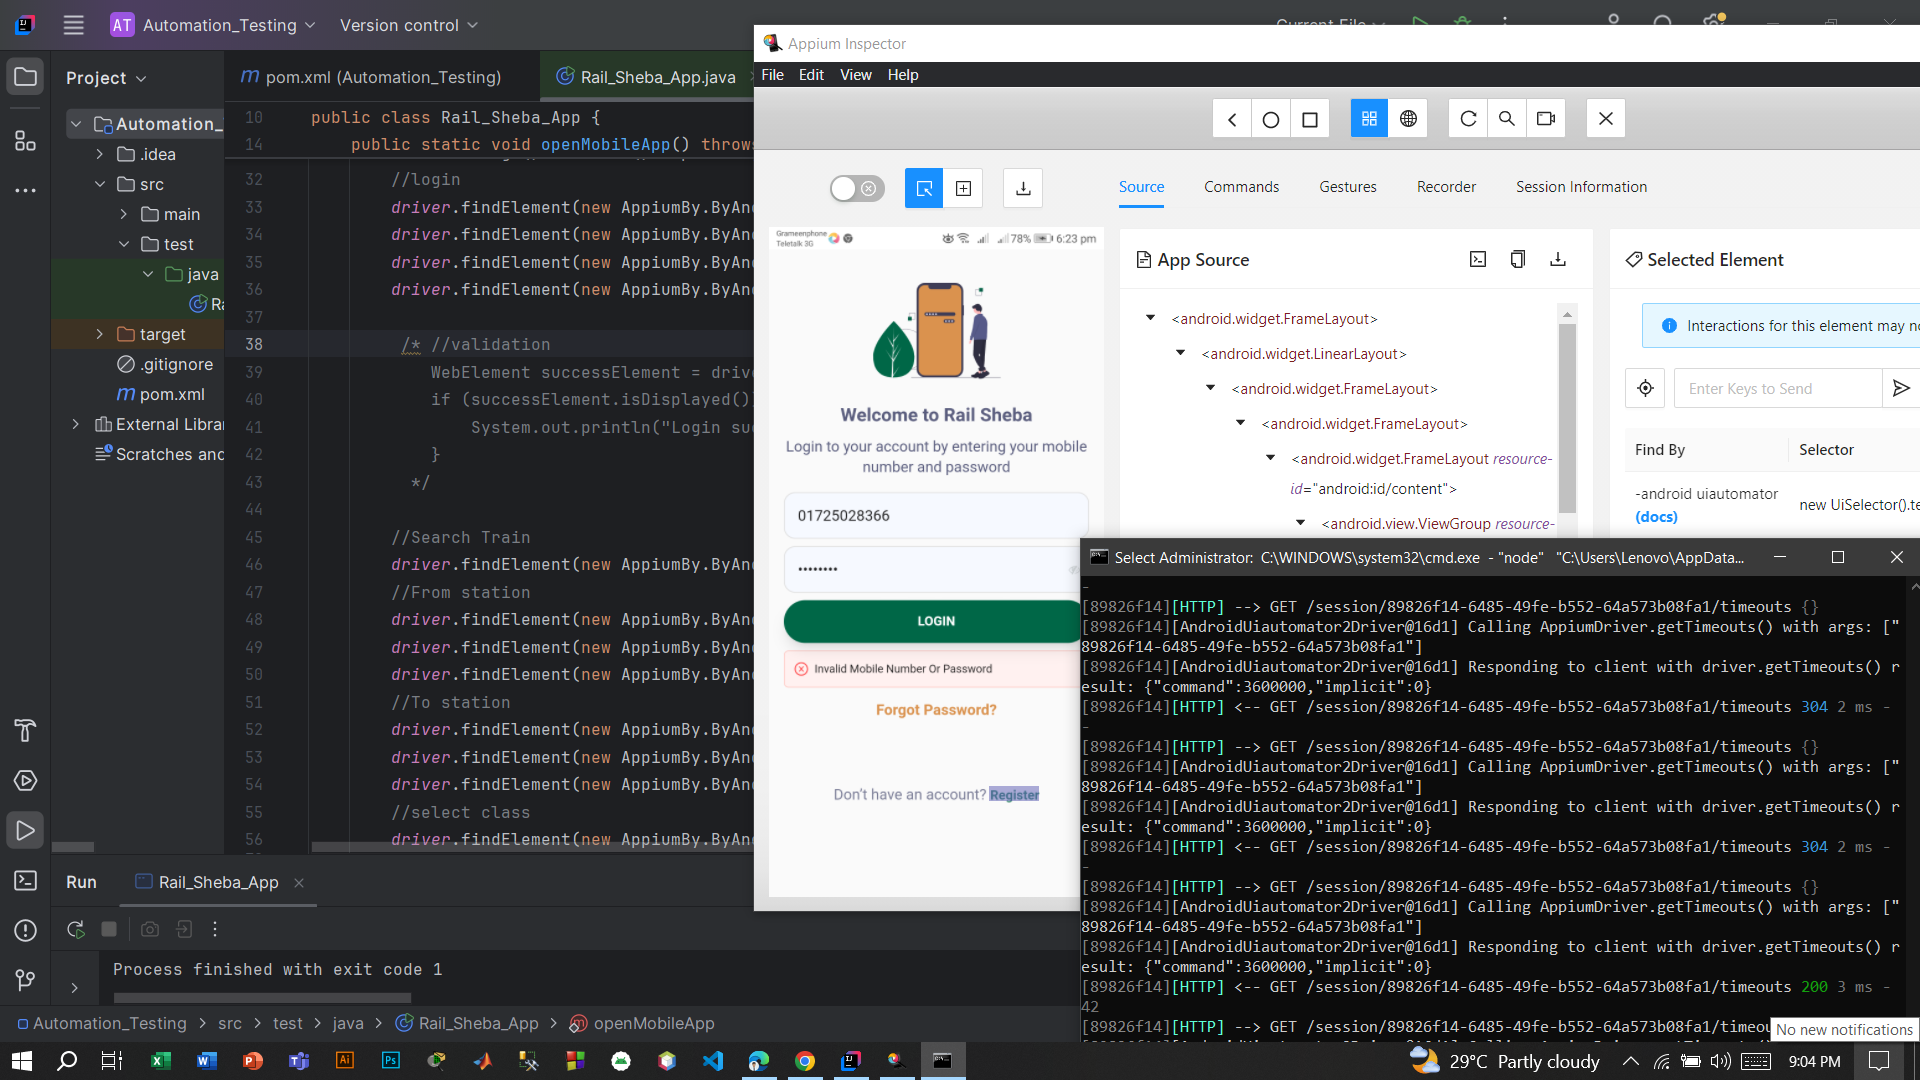 AT Automation_Testing
Version control
Current File
Project
pom.xml (Automation_Testing)
Rail_Sheba_App.java
Automation_
.idea
src
main
test
java
Ra
target
.gitignore
pom.xml
External Librar
Scratches and
10 public class Rail_Sheba_App {
14 public static void openMobileApp() throws
32 //login
33 driver.findElement(new AppiumBy.ByAn
34 driver.findElement(new AppiumBy.ByAn
35 driver.findElement(new AppiumBy.ByAn
36 driver.findElement(new AppiumBy.ByAn
37
38 /* //validation
39 WebElement successElement = drive
40 if (successElement.isDisplayed()
41 System.out.println("Login suc
42 }
43 */
44
45 //Search Train
46 driver.findElement(new AppiumBy.ByAn
47 //From station
48 driver.findElement(new AppiumBy.ByAn
49 driver.findElement(new AppiumBy.ByAn
50 driver.findElement(new AppiumBy.ByAn
51 //To station
52 driver.findElement(new AppiumBy.ByAn
53 driver.findElement(new AppiumBy.ByAn
54 driver.findElement(new AppiumBy.ByAn
55 //select class
56 driver.findElement(new AppiumBy.ByAn
Run
Rail_Sheba_App
Process finished with exit code 1
Automation_Testing > src > test > java > Rail_Sheba_App > openMobileApp
Appium Inspector
File Edit View Help
Source
Commands
Gestures
Recorder
Session Information
Grameenphone
Teletalk 3G
78%
6:23 pm
Welcome to Rail Sheba
Login to your account by entering your mobile
number and password
01725028366
••••••••
LOGIN
Invalid Mobile Number Or Password
Forgot Password?
Don't have an account? Register
App Source
<android.widget.FrameLayout>
<android.widget.LinearLayout>
<android.widget.FrameLayout>
<android.widget.FrameLayout>
<android.widget.FrameLayout resource-
id="android:id/content">
<android.view.ViewGroup resource-
Selected Element
Interactions for this element may no
Enter Keys to Send
Find By
Selector
-android uiautomator
(docs)
new UiSelector().te
Select Administrator: C:\WINDOWS\system32\cmd.exe - "node" "C:\Users\Lenovo\AppData...
-
[89826f14][HTTP] --> GET /session/89826f14-6485-49fe-b552-64a573b08fa1/timeouts {}
[89826f14][AndroidUiautomator2Driver@16d1] Calling AppiumDriver.getTimeouts() with args: ["
89826f14-6485-49fe-b552-64a573b08fa1"]
[89826f14][AndroidUiautomator2Driver@16d1] Responding to client with driver.getTimeouts() r
esult: {"command":3600000,"implicit":0}
[89826f14][HTTP] <-- GET /session/89826f14-6485-49fe-b552-64a573b08fa1/timeouts 304 2 ms -
-
[89826f14][HTTP] --> GET /session/89826f14-6485-49fe-b552-64a573b08fa1/timeouts {}
[89826f14][AndroidUiautomator2Driver@16d1] Calling AppiumDriver.getTimeouts() with args: ["
89826f14-6485-49fe-b552-64a573b08fa1"]
[89826f14][AndroidUiautomator2Driver@16d1] Responding to client with driver.getTimeouts() r
esult: {"command":3600000,"implicit":0}
[89826f14][HTTP] <-- GET /session/89826f14-6485-49fe-b552-64a573b08fa1/timeouts 304 2 ms -
-
[89826f14][HTTP] --> GET /session/89826f14-6485-49fe-b552-64a573b08fa1/timeouts {}
[89826f14][AndroidUiautomator2Driver@16d1] Calling AppiumDriver.getTimeouts() with args: ["
89826f14-6485-49fe-b552-64a573b08fa1"]
[89826f14][AndroidUiautomator2Driver@16d1] Responding to client with driver.getTimeouts() r
esult: {"command":3600000,"implicit":0}
[89826f14][HTTP] <-- GET /session/89826f14-6485-49fe-b552-64a573b08fa1/timeouts 200 3 ms -
42
[89826f14][HTTP] --> GET /session/89826f14-6485-49fe-b552-64a573b08fa1/timeou
No new notifications
29°C Partly cloudy
9:04 PM